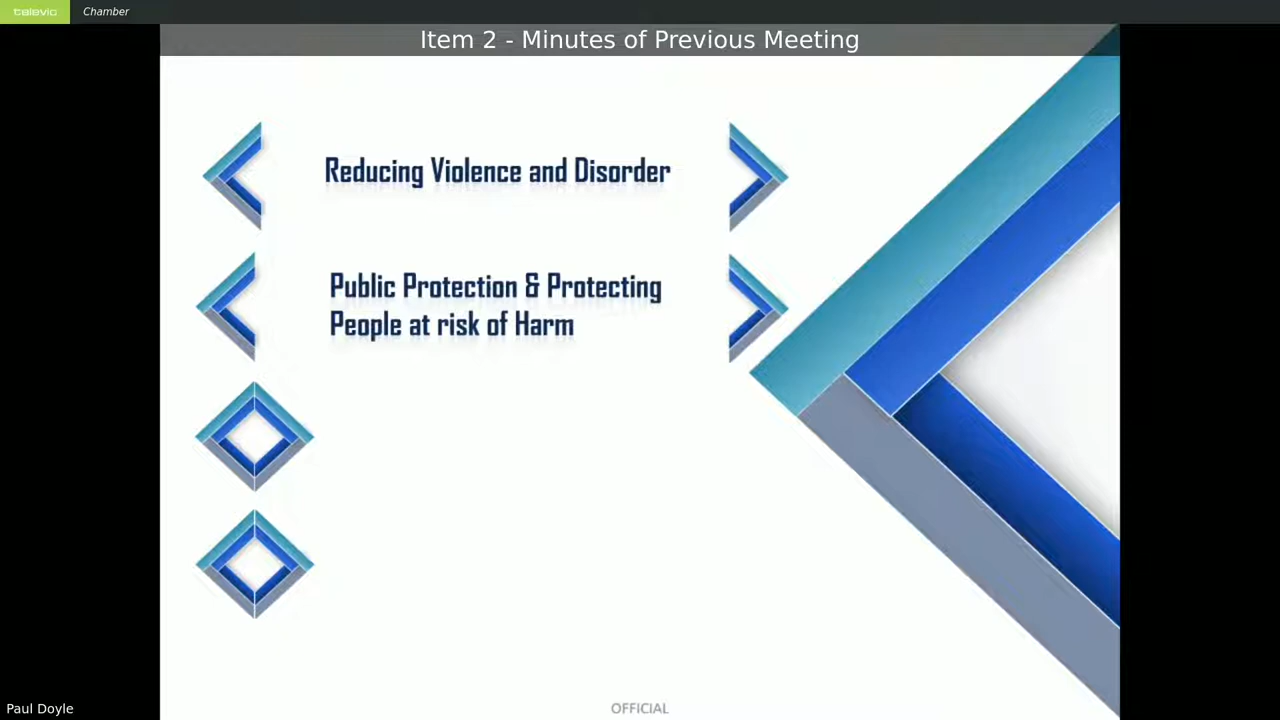 televic
Chamber
Item 2 - Minutes of Previous Meeting
Reducing Violence and Disorder
Public Protection & Protecting
People at risk of Harm
Paul Doyle
OFFICIAL